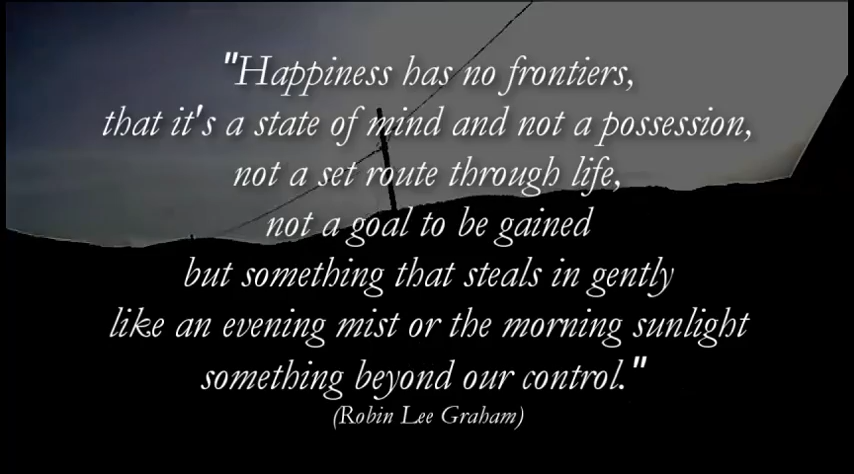 "Happiness has no frontiers,
that it's a state of mind and not a possession,
not a set route through life,
not a goal to be gained
but something that steals in gently
like an evening mist or the morning sunlight
something beyond our control."
(Robin Lee Graham)